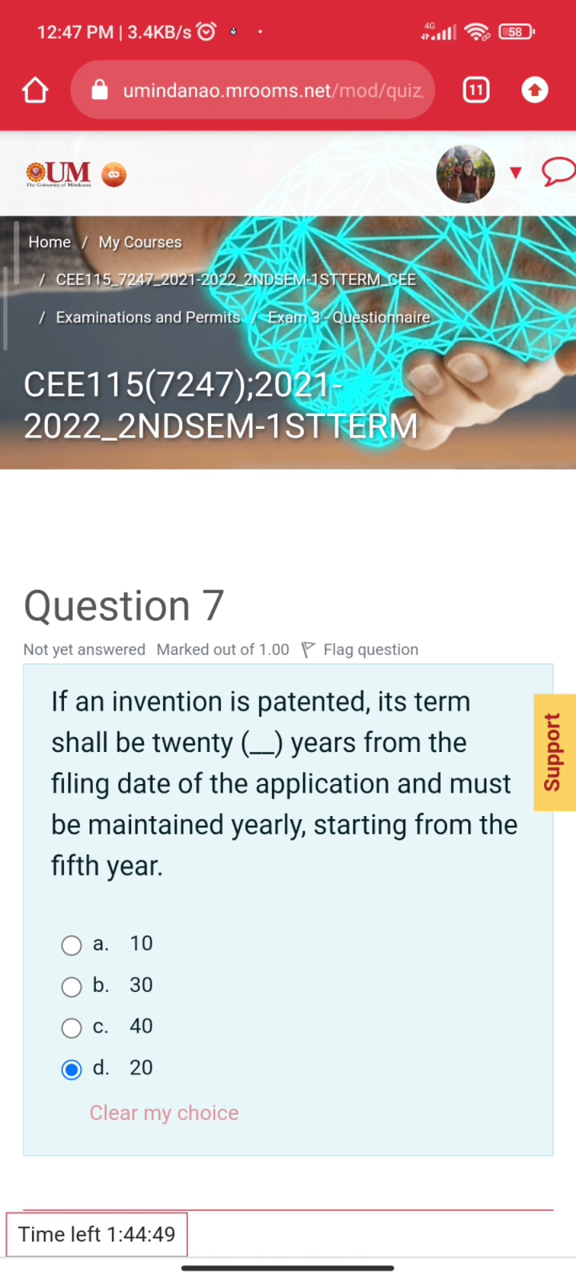 12:47 PM | 3.4KB/s
4G
58
umindanao.mrooms.net/mod/quiz
11
UM
The University of Mindanao
Home / My Courses
/ CEE115_7247_2021-2022_2NDSEM-1STTERM_CEE
/ Examinations and Permits / Exam 3 - Questionnaire
CEE115(7247);2021-
2022_2NDSEM-1STTERM
Question 7
Not yet answered Marked out of 1.00 Flag question
If an invention is patented, its term
shall be twenty (__) years from the
filing date of the application and must
be maintained yearly, starting from the
fifth year.
a. 10
b. 30
c. 40
d. 20
Clear my choice
Support
Time left 1:44:49